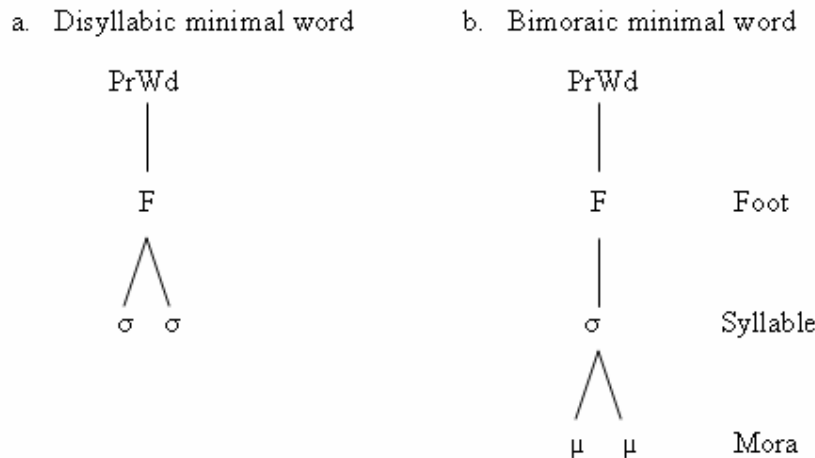 a. Disyllabic minimal word b. Bimoraic minimal word
PrWd PrWd
F F Foot
σ σ σ Syllable
μ μ Mora